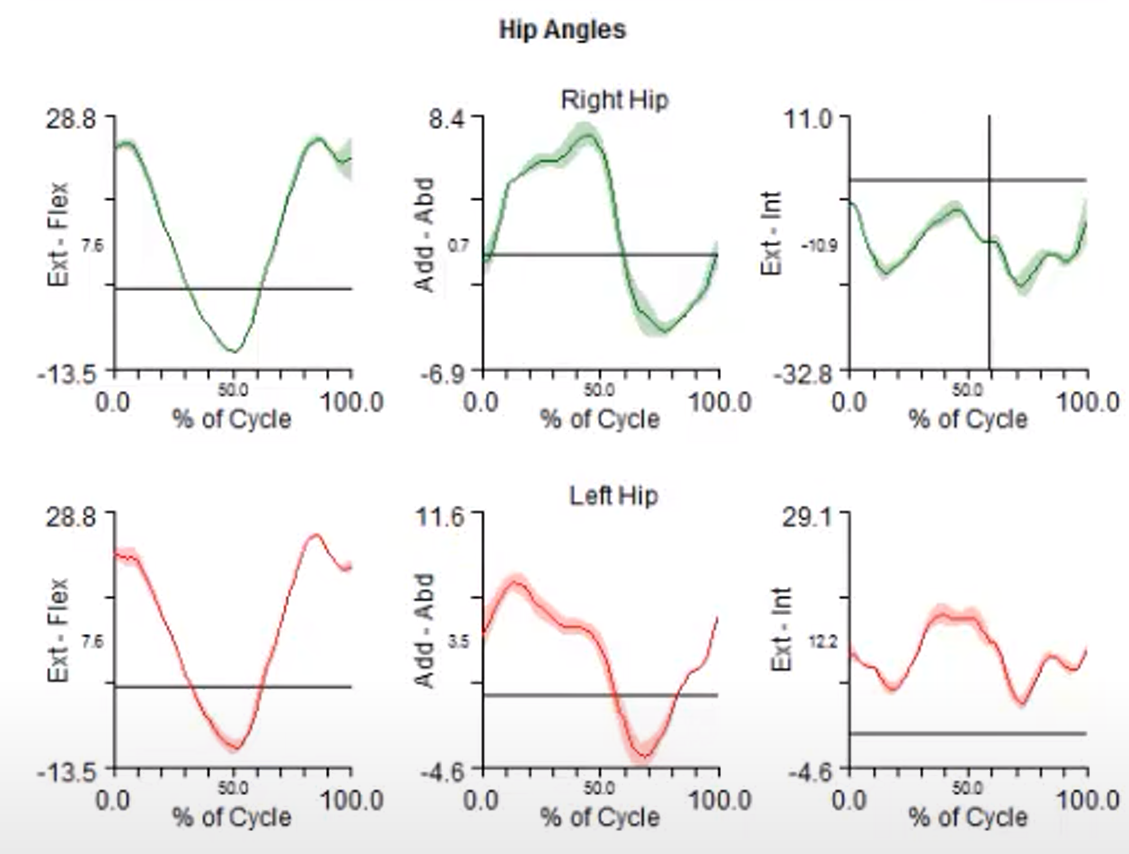 Hip Angles
Right Hip
28.8
Ext - Flex
7.6
-13.5
0.0
50.0
100.0
% of Cycle
8.4
Add - Abd
0.7
-6.9
0.0
50.0
100.0
% of Cycle
11.0
Ext - Int
-10.9
-32.8
0.0
50.0
100.0
% of Cycle
Left Hip
28.8
Ext - Flex
7.6
-13.5
0.0
50.0
100.0
% of Cycle
11.6
Add - Abd
3.5
-4.6
0.0
50.0
100.0
% of Cycle
29.1
Ext - Int
12.2
-4.6
0.0
50.0
100.0
% of Cycle